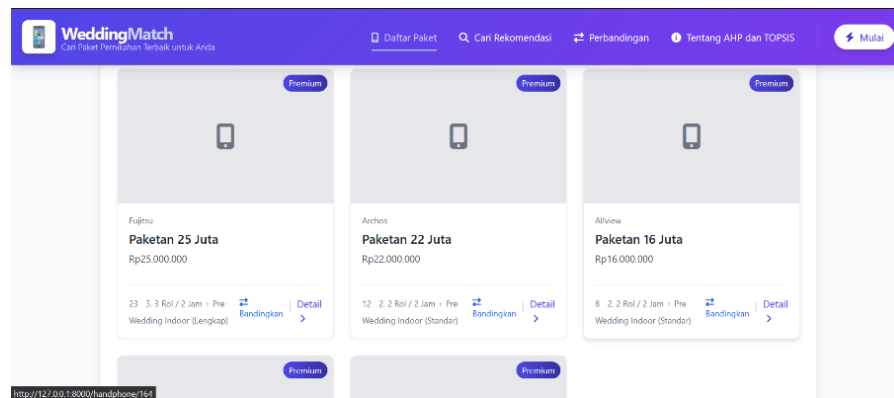 WeddingMatch
Cari Paket Pernikahan Terbaik untuk Anda
Daftar Paket
Cari Rekomendasi
Perbandingan
Tentang AHP dan TOPSIS
Mulai
Premium
Premium
Premium
Fujitsu
Paketan 25 Juta
Rp25.000.000
23 3. 3 Rol / 2 Jam + Pre
Wedding Indoor (Lengkap)
Bandingkan
Detail
Archos
Paketan 22 Juta
Rp22.000.000
12 2. 2 Rol / 2 Jam + Pre
Wedding Indoor (Standar)
Bandingkan
Detail
Allview
Paketan 16 Juta
Rp16.000.000
8 2. 2 Rol / 2 Jam + Pre
Wedding Indoor (Standar)
Bandingkan
Detail
Premium
Premium
http://127.0.0.1:8000/handphone/164